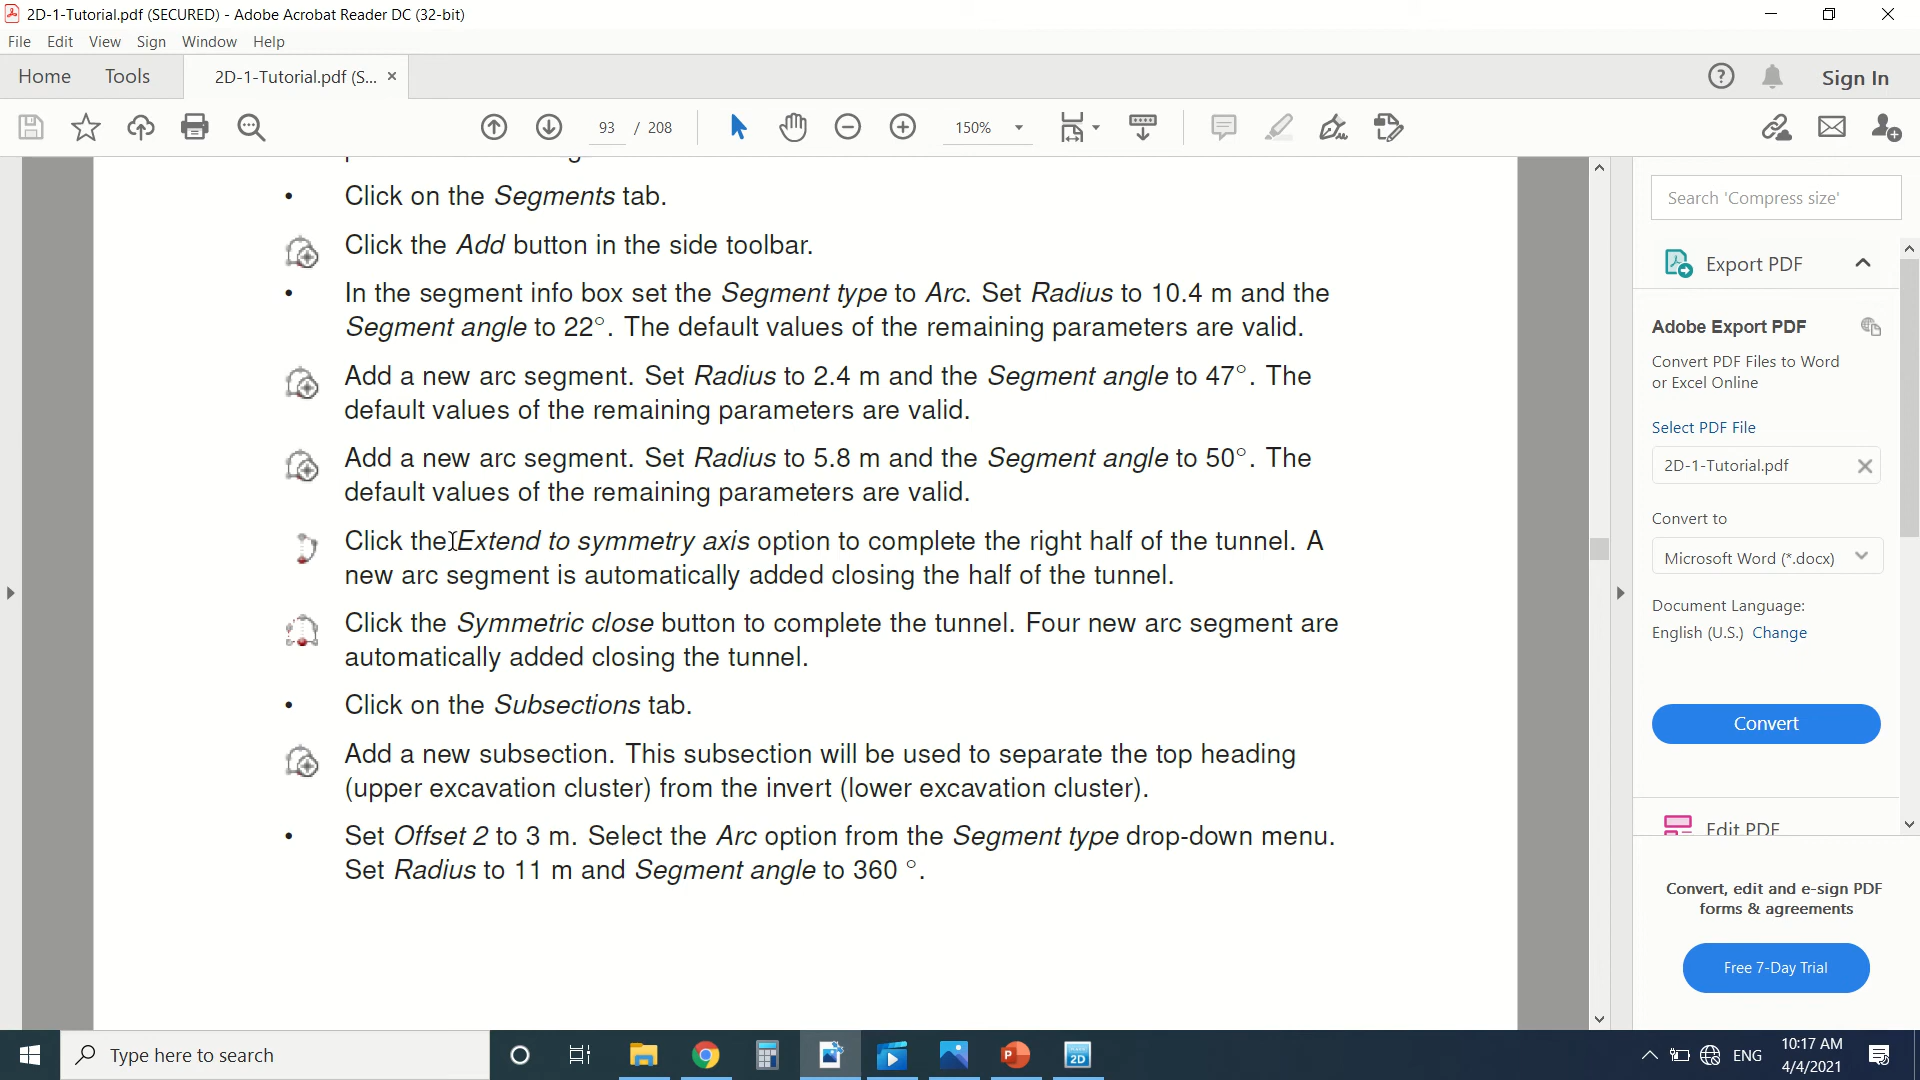 2D-1-Tutorial.pdf (SECURED) - Adobe Acrobat Reader DC (32-bit)
File Edit View Sign Window Help
Home Tools 2D-1-Tutorial.pdf (S... × Sign In
93 / 208 150%
• Click on the Segments tab.
Click the Add button in the side toolbar.
• In the segment info box set the Segment type to Arc. Set Radius to 10.4 m and the
Segment angle to 22°. The default values of the remaining parameters are valid.
Add a new arc segment. Set Radius to 2.4 m and the Segment angle to 47°. The
default values of the remaining parameters are valid.
Add a new arc segment. Set Radius to 5.8 m and the Segment angle to 50°. The
default values of the remaining parameters are valid.
Click the Extend to symmetry axis option to complete the right half of the tunnel. A
new arc segment is automatically added closing the half of the tunnel.
Click the Symmetric close button to complete the tunnel. Four new arc segment are
automatically added closing the tunnel.
• Click on the Subsections tab.
Add a new subsection. This subsection will be used to separate the top heading
(upper excavation cluster) from the invert (lower excavation cluster).
• Set Offset 2 to 3 m. Select the Arc option from the Segment type drop-down menu.
Set Radius to 11 m and Segment angle to 360 °.
Search 'Compress size'
Export PDF
Adobe Export PDF
Convert PDF Files to Word
or Excel Online
Select PDF File
2D-1-Tutorial.pdf
Convert to
Microsoft Word (*.docx)
Document Language:
English (U.S.) Change
Convert
Edit PDF
Convert, edit and e-sign PDF
forms & agreements
Free 7-Day Trial
Type here to search
2D
ENG
10:17 AM
4/4/2021